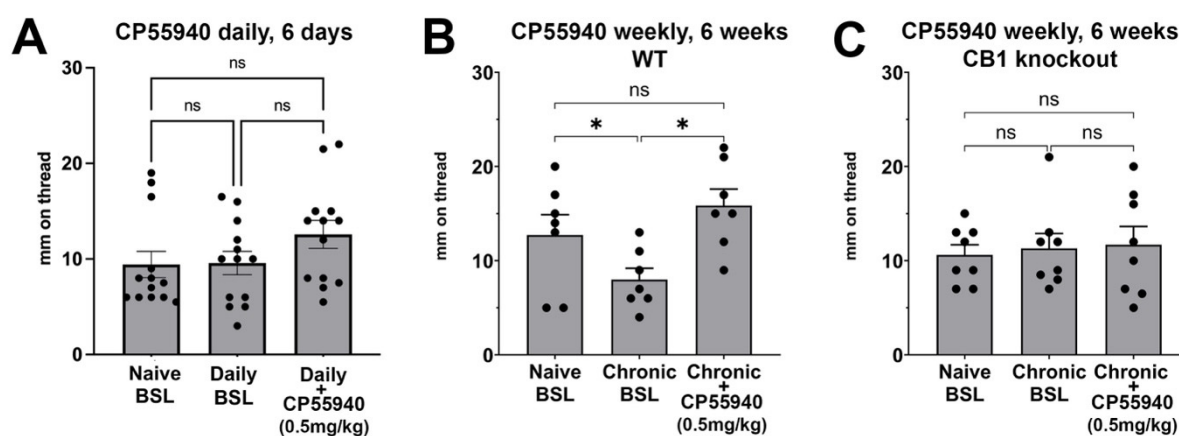 A
CP55940 daily, 6 days
mm on thread
30
20
10
0
ns
ns
ns
Naive
BSL
Daily
BSL
Daily
+
CP55940
(0.5mg/kg)
B
CP55940 weekly, 6 weeks
WT
mm on thread
30
20
10
0
ns
*
*
Naive
BSL
Chronic
BSL
Chronic
+
CP55940
(0.5mg/kg)
C
CP55940 weekly, 6 weeks
CB1 knockout
mm on thread
30
20
10
0
ns
ns
ns
Naive
BSL
Chronic
BSL
Chronic
+
CP55940
(0.5mg/kg)